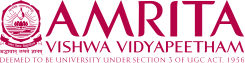 AMRITA
VISHWA VIDYAPEETHAM
DEEMED TO BE UNIVERSITY UNDER SECTION 3 OF UGC ACT, 1956